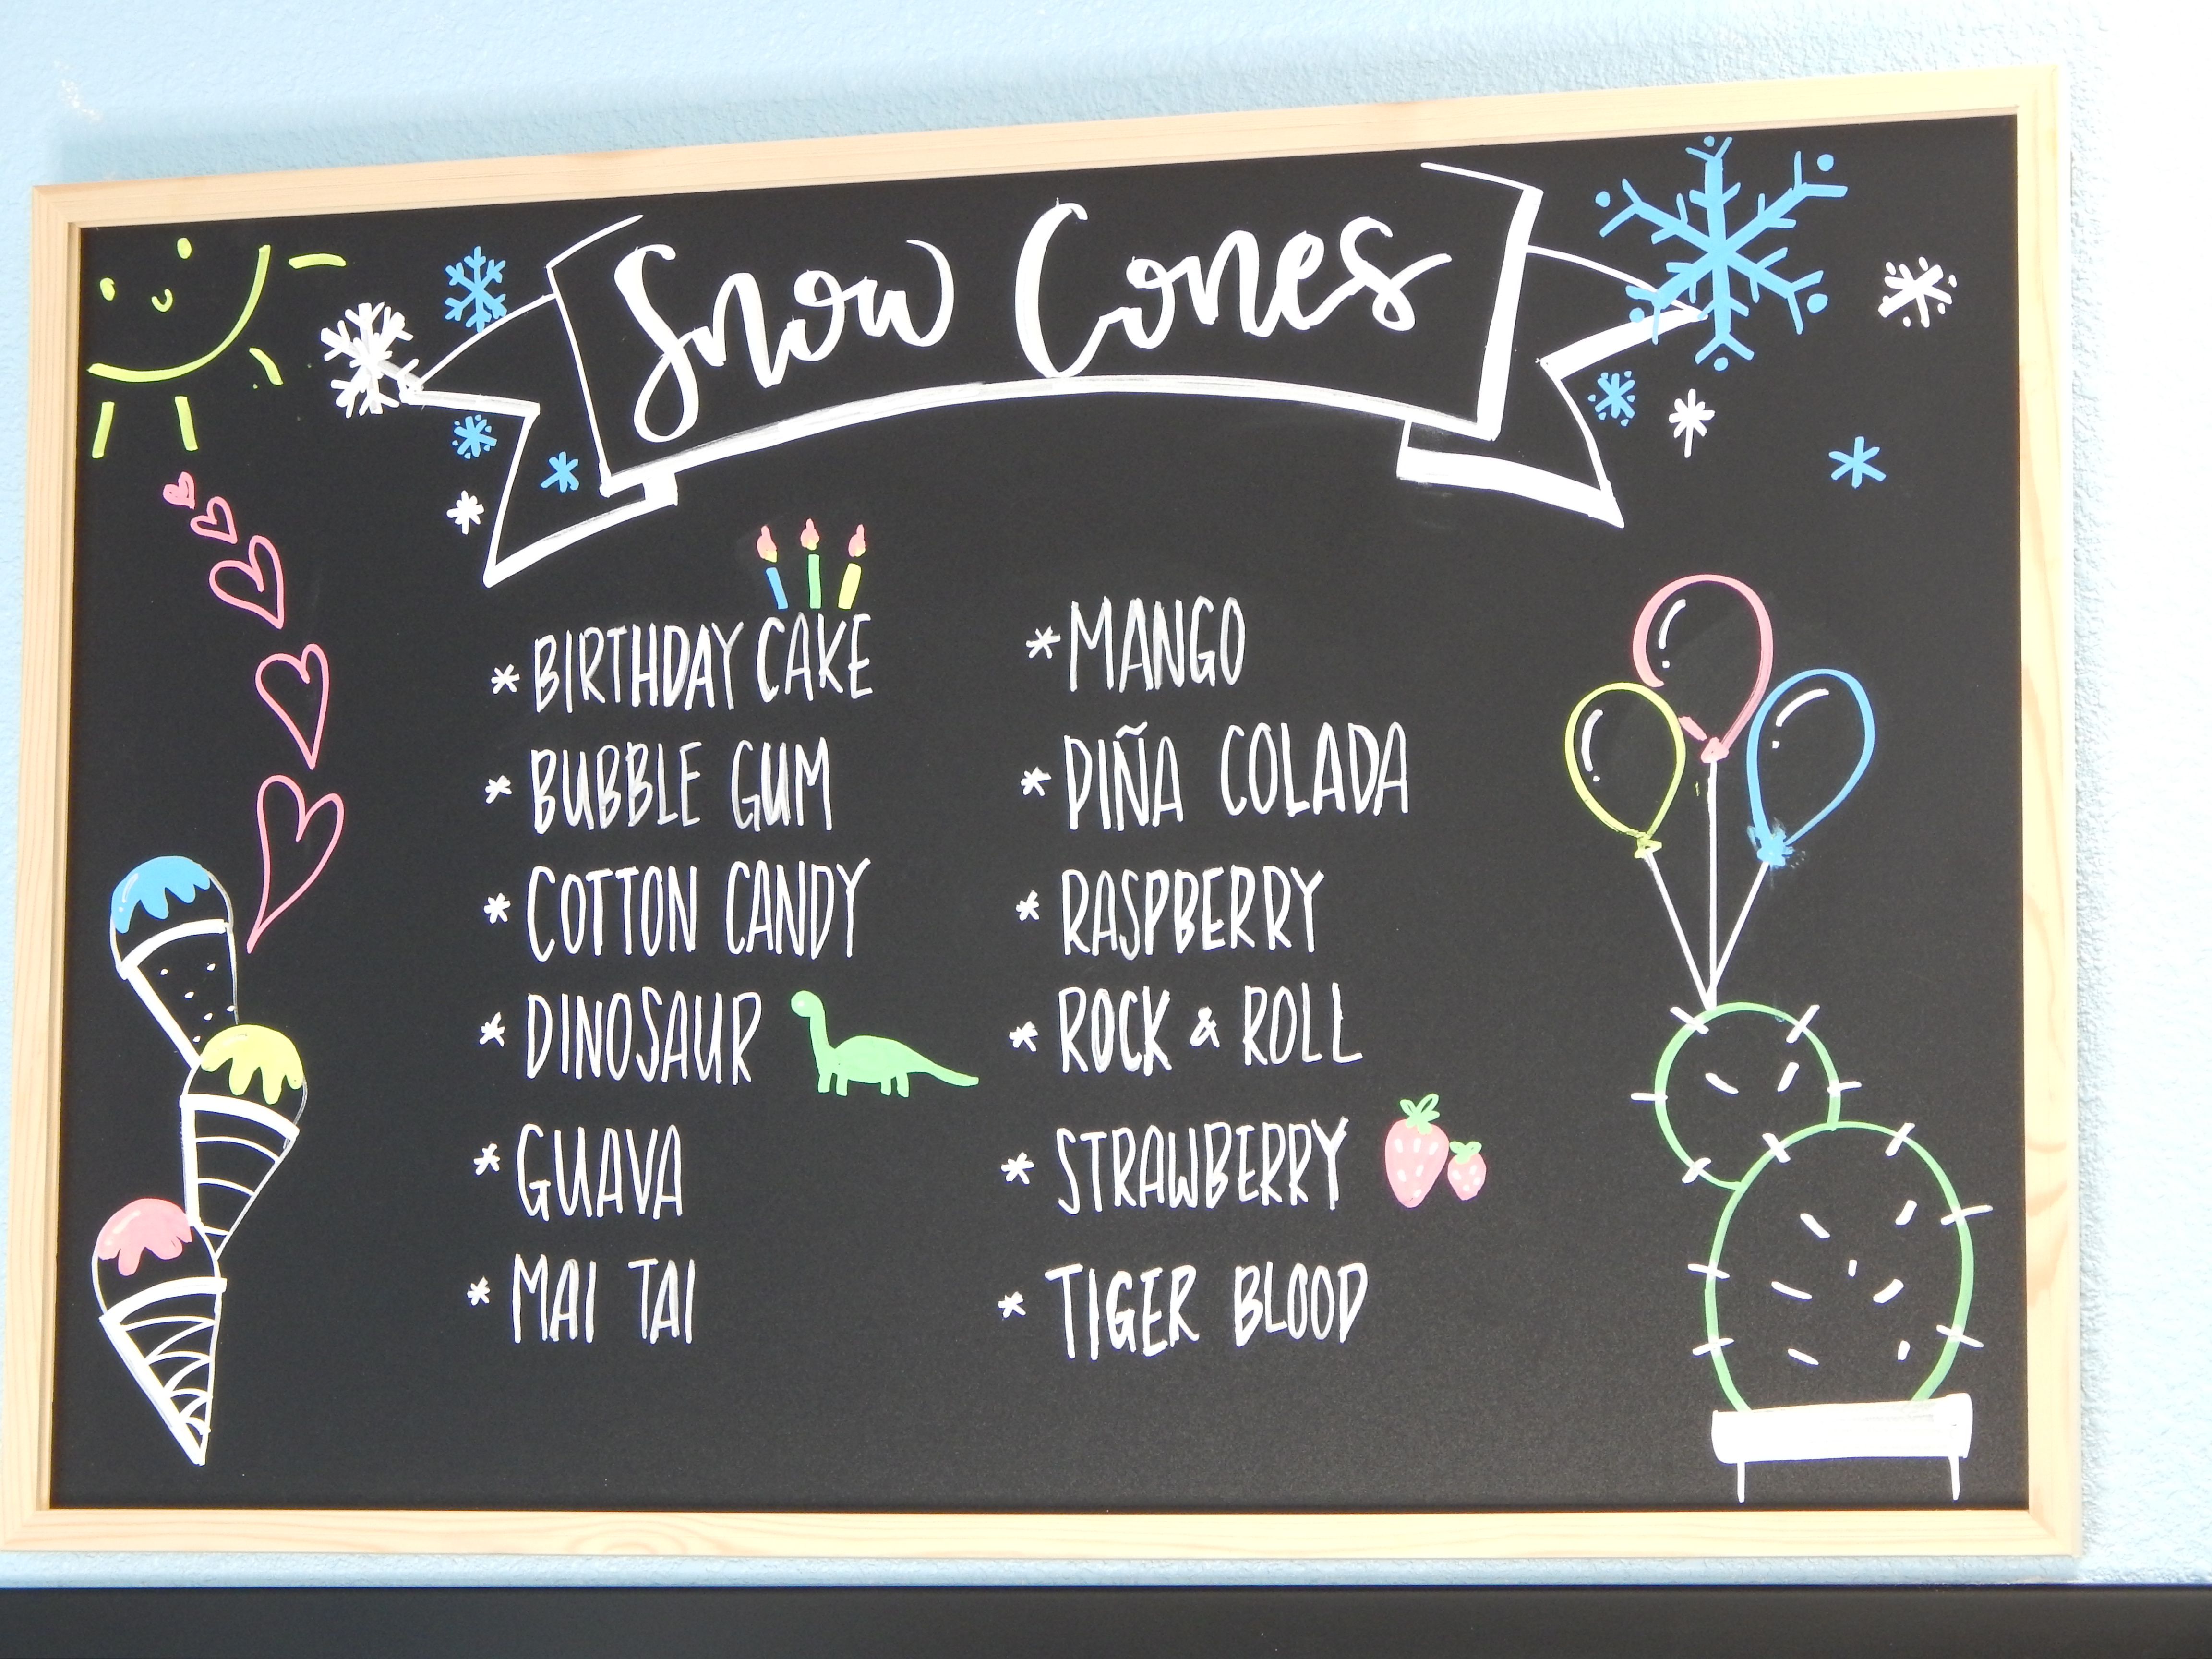 Snow Cones
* BIRTHDAY CAKE
* BUBBLE GUM
* COTTON CANDY
* DINOSAUR
* GUAVA
* MAI TAI
* MANGO
* PIÑA COLADA
* RASPBERRY
* ROCK & ROLL
* STRAWBERRY
* TIGER BLOOD